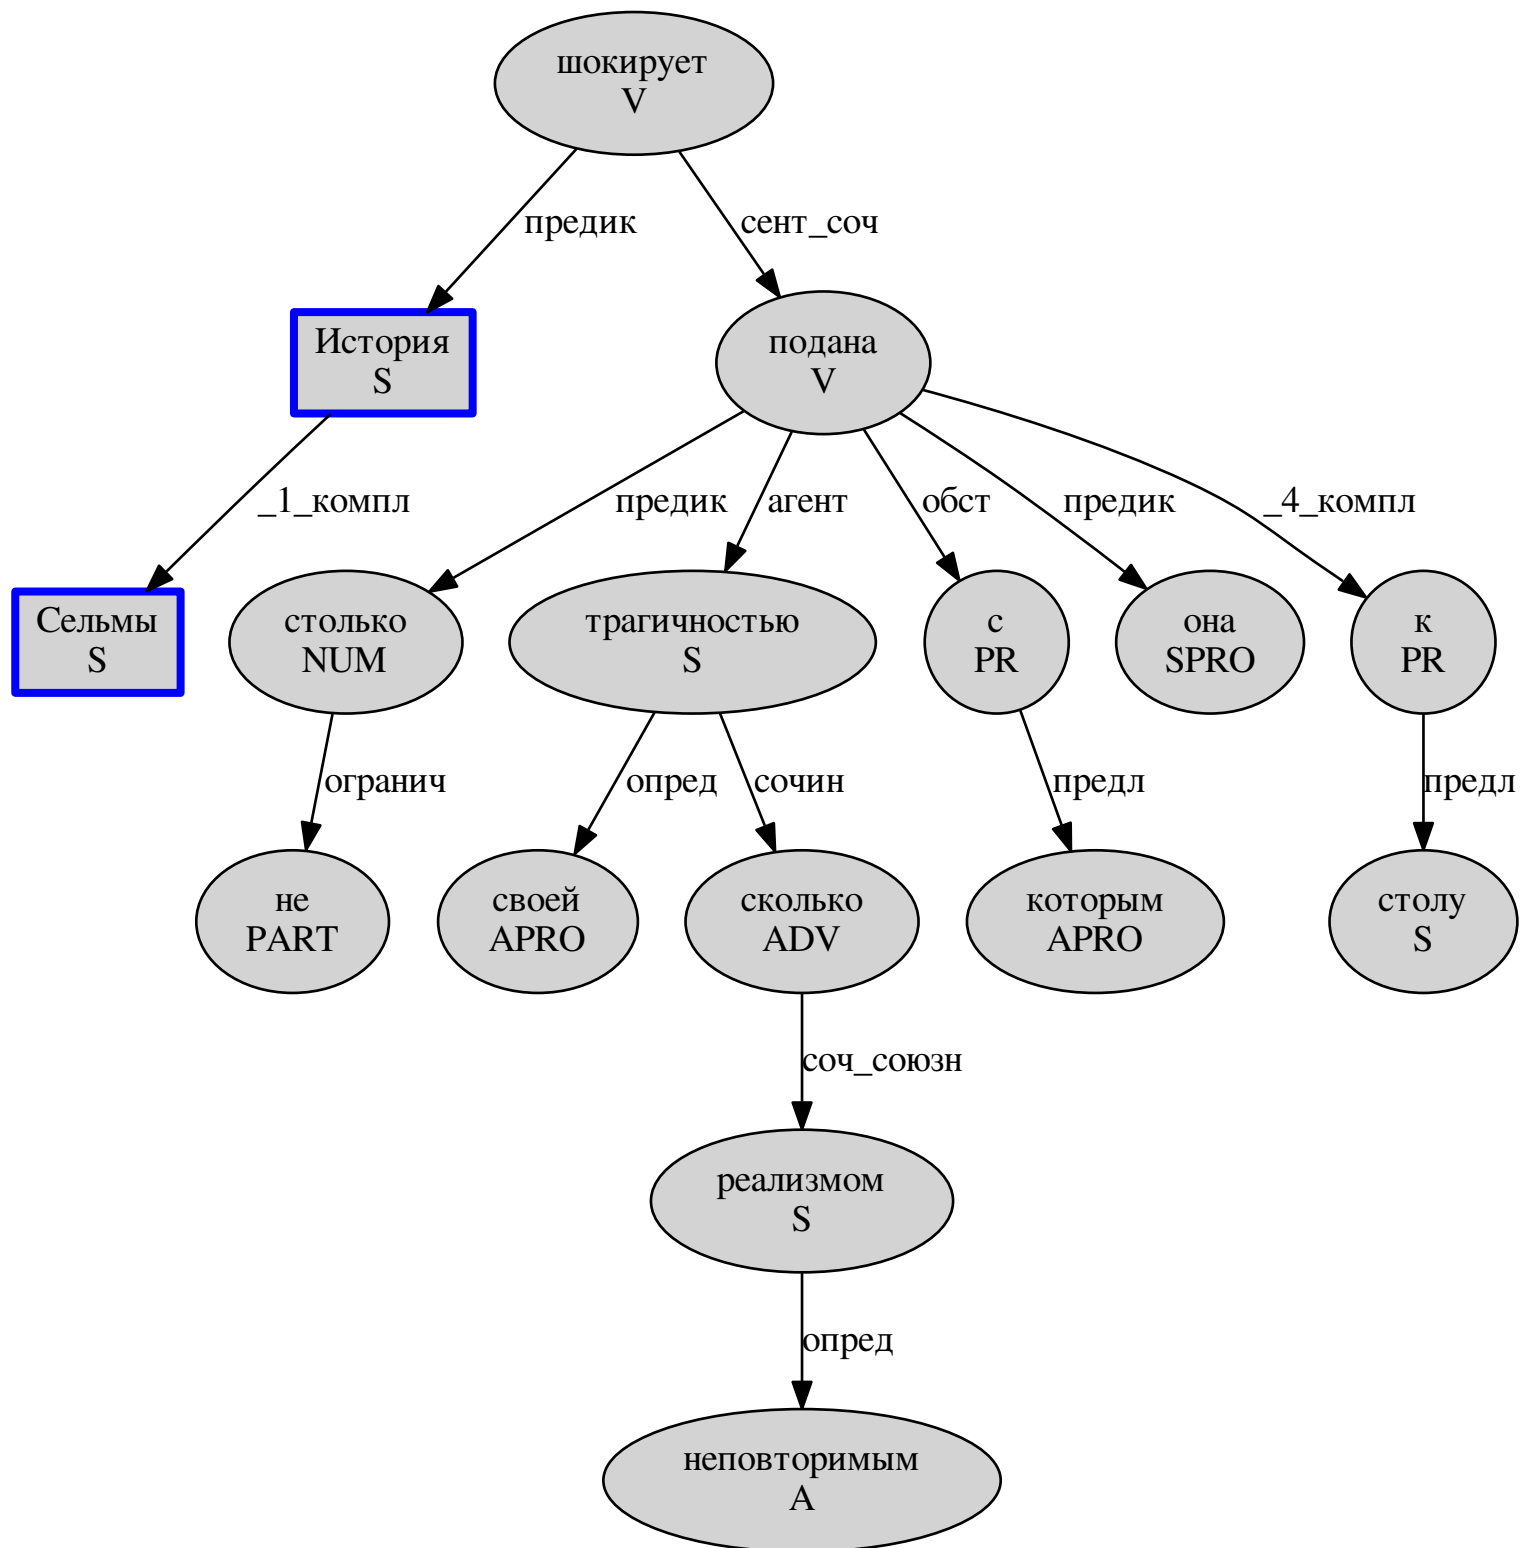 шокирует
V
предик
сент_соч
История
S
подана
V
_1_компл
предик
агент
обст
предик
_4_компл
Сельмы
S
столько
NUM
трагичностью
S
с
PR
она
SPRO
к
PR
огранич
опред
сочин
предл
предл
не
PART
своей
APRO
сколько
ADV
которым
APRO
столу
S
соч_союзн
реализмом
S
опред
неповторимым
A